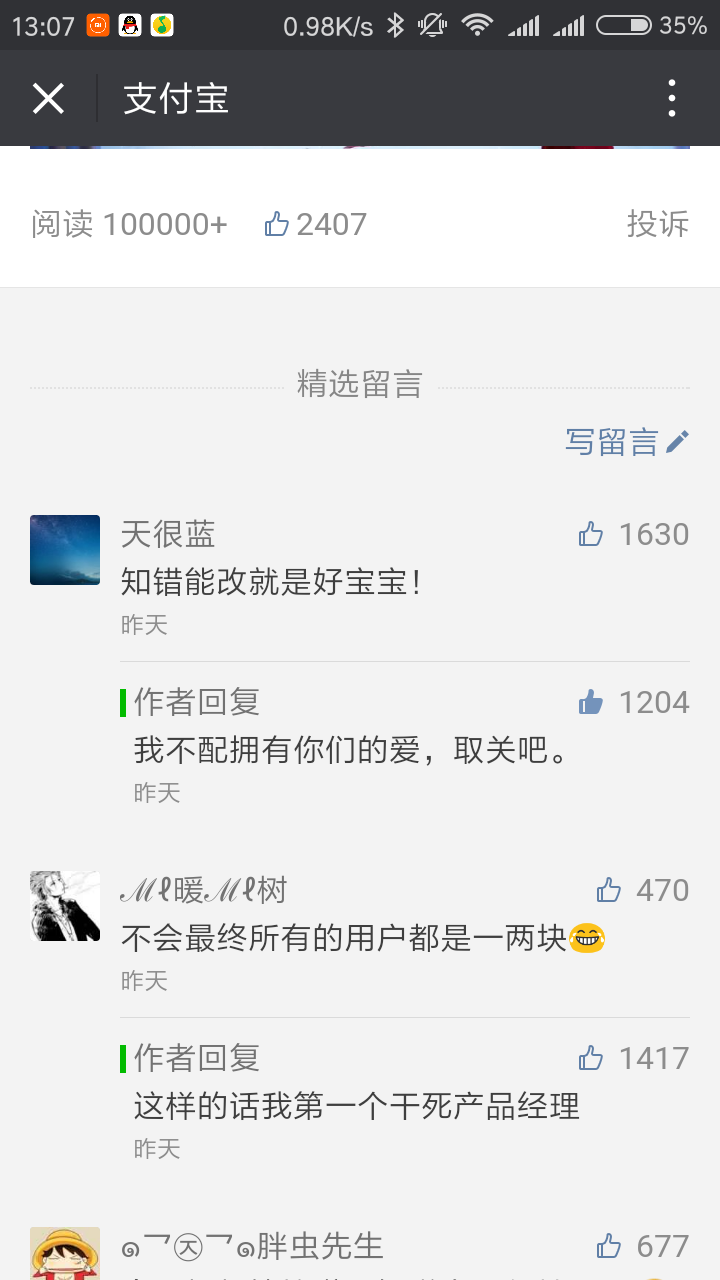 13:07 0.98K/s 35%
支付宝
阅读 100000+ 2407 投诉
精选留言
写留言
天很蓝 1630
知错能改就是好宝宝！
昨天
作者回复 1204
我不配拥有你们的爱，取关吧。
昨天
ℳℓ暖ℳℓ树 470
不会最终所有的用户都是一两块😂
昨天
作者回复 1417
这样的话我第一个干死产品经理
昨天
๑乛㊝乛๑胖虫先生 677